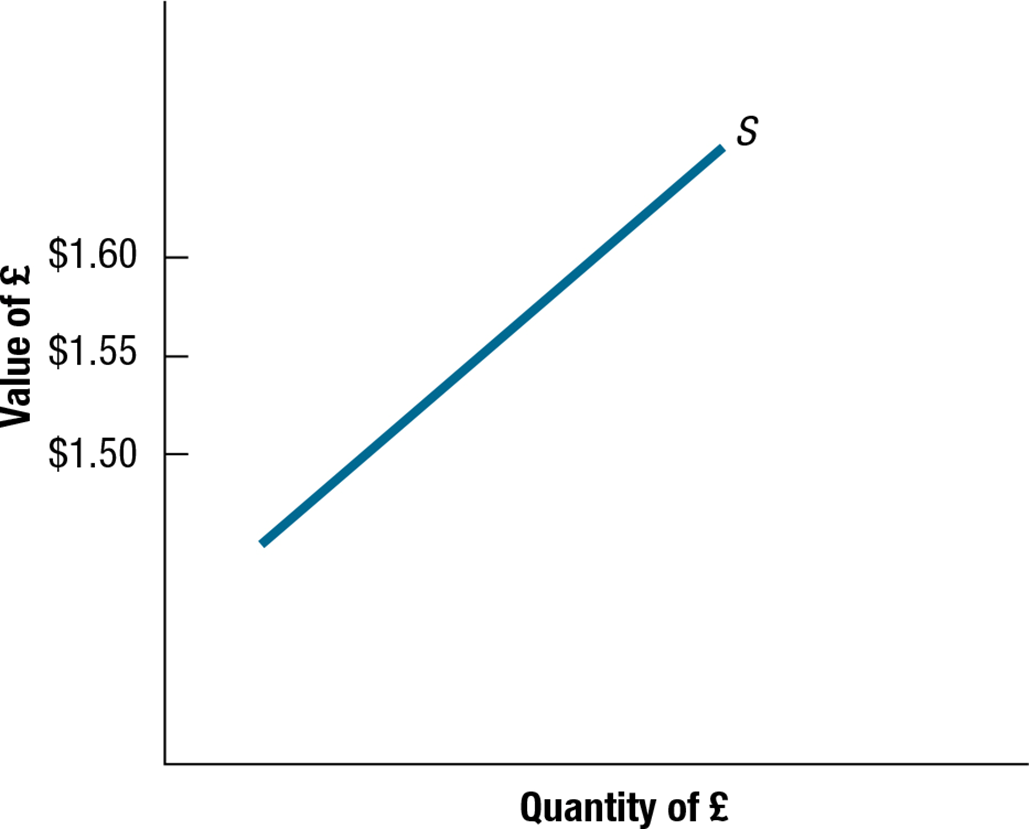 S
$1.60
$1.55
$1.50
Value of £
Quantity of £